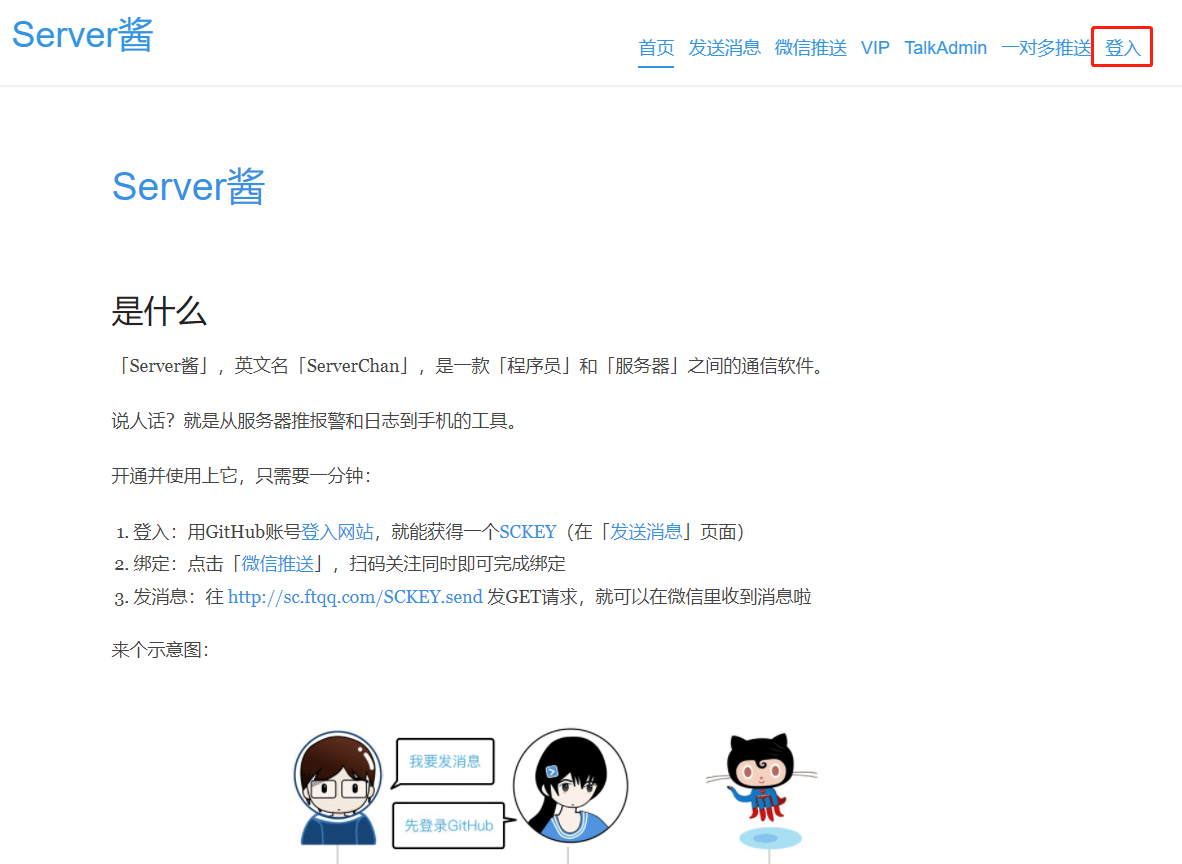 Server酱
首页 发送消息 微信推送 VIP TalkAdmin 一对多推送 登入
Server酱
是什么
「Server酱」，英文名「ServerChan」，是一款「程序员」和「服务器」之间的通信软件。
说人话？就是从服务器推报警和日志到手机的工具。
开通并使用上它，只需要一分钟：
1. 登入：用GitHub账号登入网站，就能获得一个SCKEY（在「发送消息」页面）
2. 绑定：点击「微信推送」，扫码关注同时即可完成绑定
3. 发消息：往 http://sc.ftqq.com/SCKEY.send 发GET请求，就可以在微信里收到消息啦
来个示意图：
我要发消息
先登录GitHub